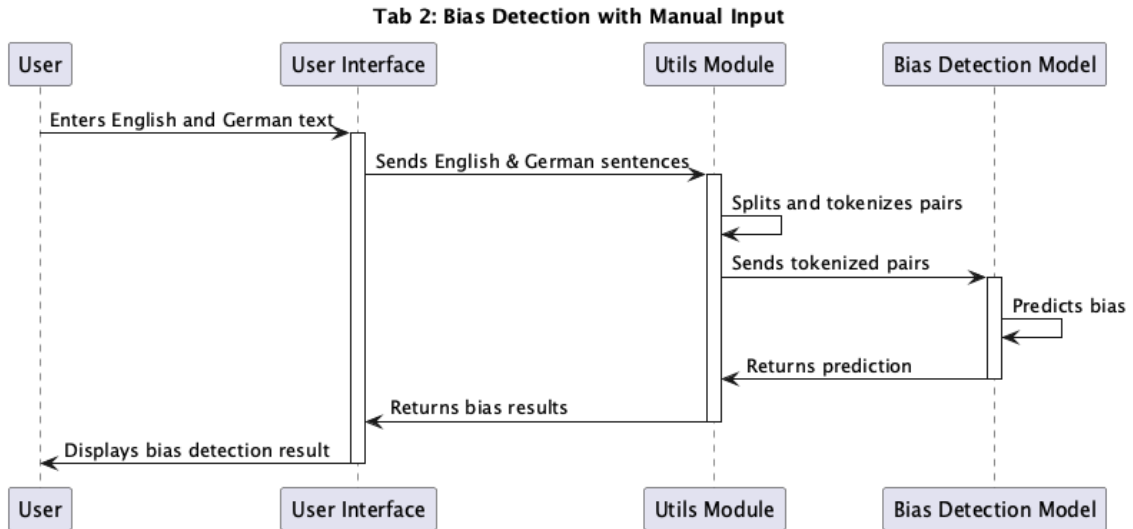 Tab 2: Bias Detection with Manual Input
User
User Interface
Utils Module
Bias Detection Model
Enters English and German text
Sends English & German sentences
Splits and tokenizes pairs
Sends tokenized pairs
Predicts bias
Returns prediction
Returns bias results
Displays bias detection result
User
User Interface
Utils Module
Bias Detection Model